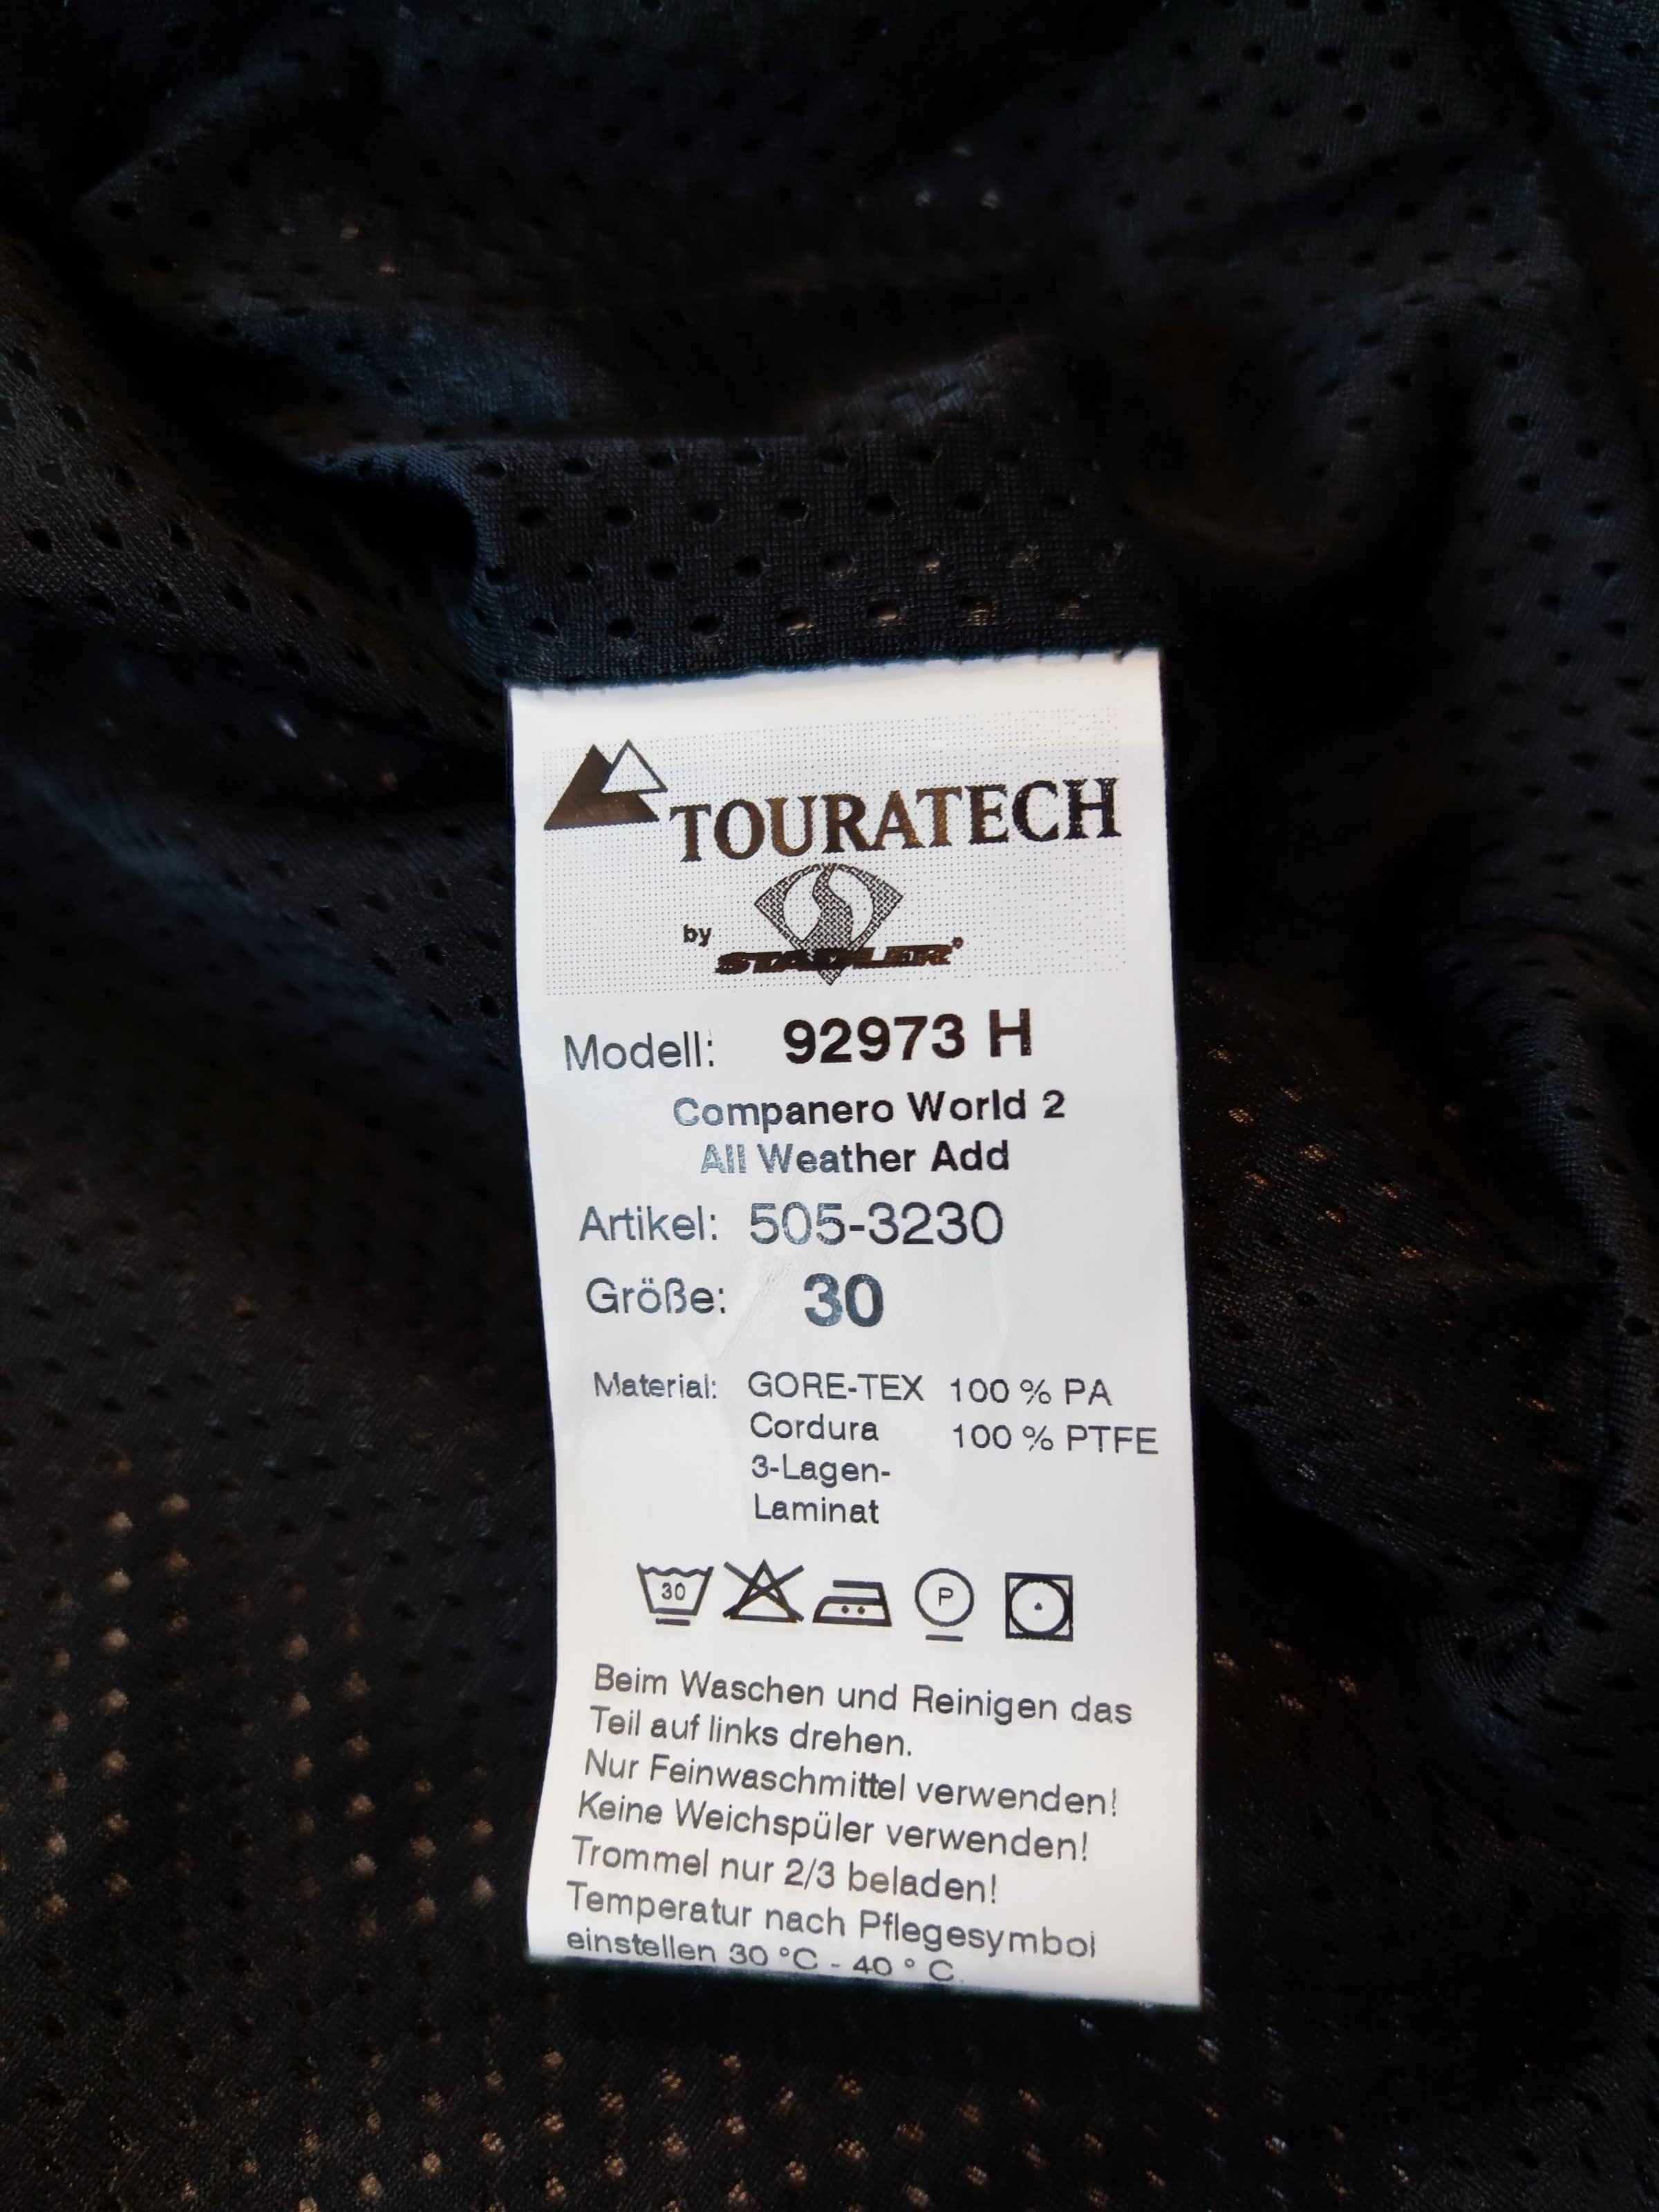 TOURATECH
by STADLER®
Modell: 92973 H
Companero World 2
All Weather Add
Artikel: 505-3230
Größe: 30
Material: GORE-TEX 100 % PA
Cordura 100 % PTFE
3-Lagen-
Laminat
30 P
Beim Waschen und Reinigen das
Teil auf links drehen.
Nur Feinwaschmittel verwenden!
Keine Weichspüler verwenden!
Trommel nur 2/3 beladen!
Temperatur nach Pflegesymbol
einstellen 30 °C - 40 ° C.